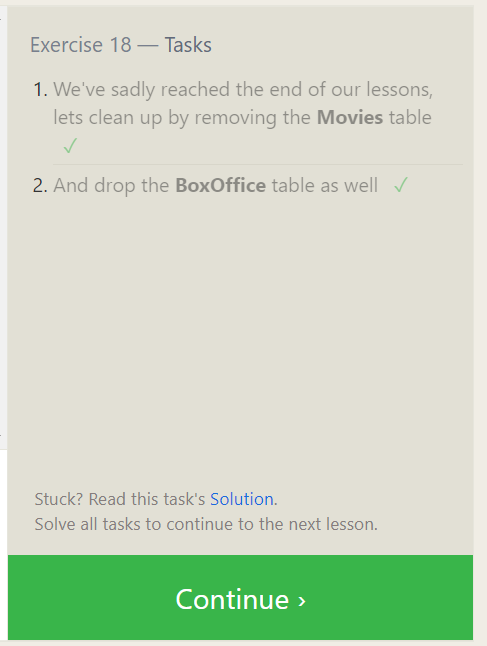 Exercise 18 — Tasks
1. We've sadly reached the end of our lessons,
lets clean up by removing the Movies table
✓
2. And drop the BoxOffice table as well ✓
Stuck? Read this task's Solution.
Solve all tasks to continue to the next lesson.
Continue ›